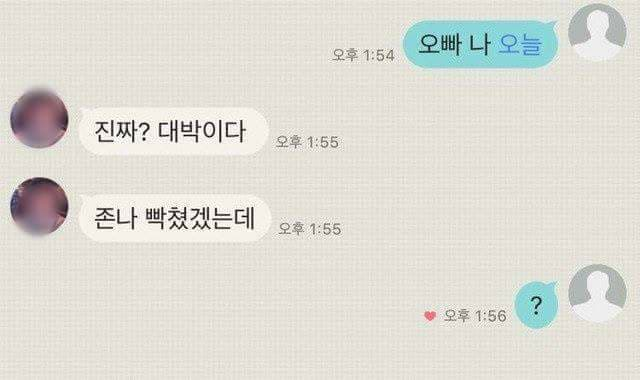 오빠 나 오늘
오후 1:54
진짜? 대박이다
오후 1:55
존나 빡쳤겠는데
오후 1:55
?
오후 1:56